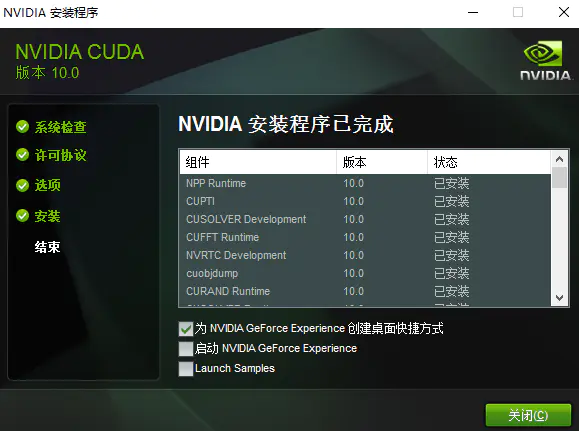 NVIDIA 安装程序
NVIDIA CUDA
版本 10.0
NVIDIA.
系统检查
许可协议
选项
安装
结束
NVIDIA 安装程序已完成
组件 版本 状态
NPP Runtime 10.0 已安装
CUPTI 10.0 已安装
CUSOLVER Development 10.0 已安装
CUFFT Runtime 10.0 已安装
NVRTC Development 10.0 已安装
cuobjdump 10.0 已安装
CURAND Runtime 10.0 已安装
为 NVIDIA GeForce Experience 创建桌面快捷方式
启动 NVIDIA GeForce Experience
Launch Samples
关闭(C)